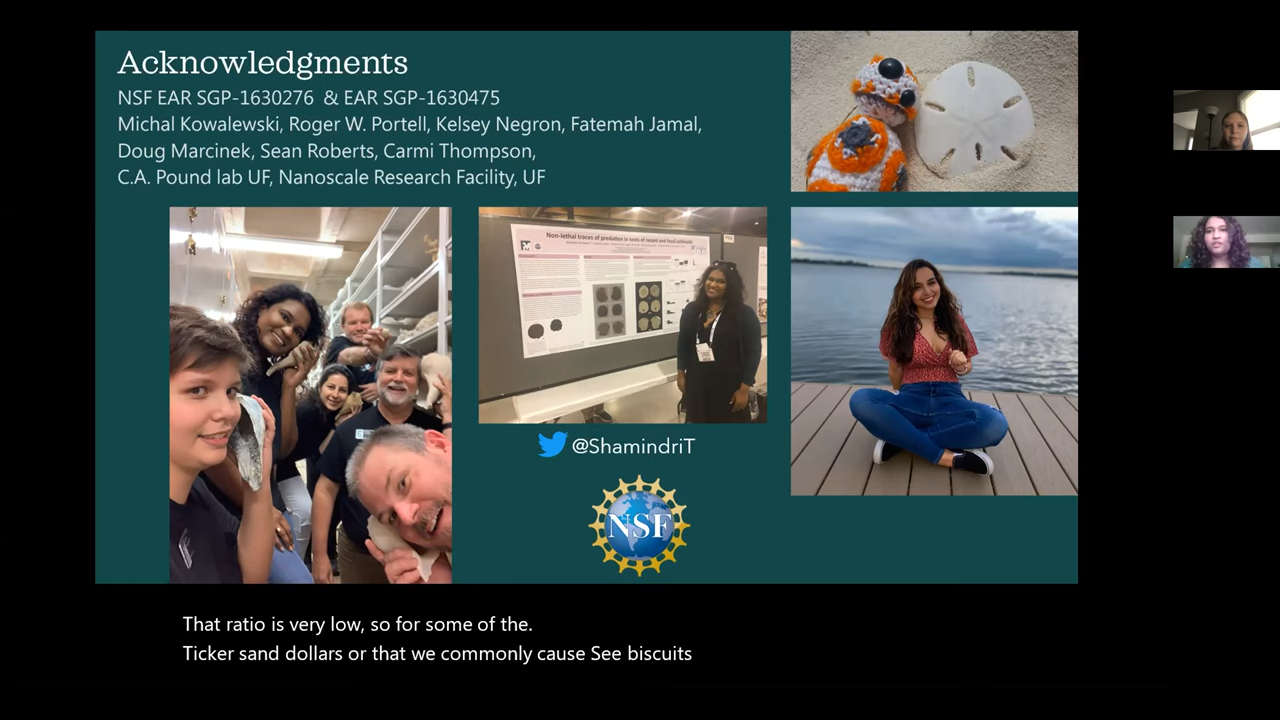 Acknowledgments
NSF EAR SGP-1630276 & EAR SGP-1630475
Michal Kowalewski, Roger W. Portell, Kelsey Negron, Fatemah Jamal,
Doug Marcinek, Sean Roberts, Carmi Thompson,
C.A. Pound lab UF, Nanoscale Research Facility, UF
Non-lethal traces of predation in tests of recent and fossil echinoids
@ShamindriT
NSF
That ratio is very low, so for some of the.
Ticker sand dollars or that we commonly cause See biscuits